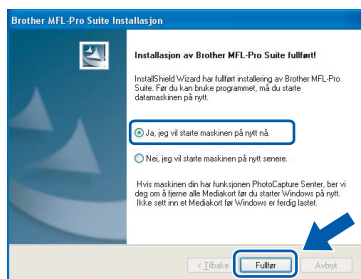 Brother MFL-Pro Suite Installasjon
Installasjon av Brother MFL-Pro Suite fullført!
InstallShield Wizard har fullført installering av Brother MFL-Pro
Suite. Før du kan bruke programmet, må du starte
datamaskinen på nytt.
Ja, jeg vil starte maskinen på nytt nå.
Nei, jeg vil starte maskinen på nytt senere.
Hvis maskinen din har funksjonen PhotoCapture Senter, ber vi
deg om å fjerne alle Mediakort før du starter Windows på nytt.
Ikke sett inn et Mediakort før Windows er ferdig lastet.
< Tilbake
Fullfør
Avbryt